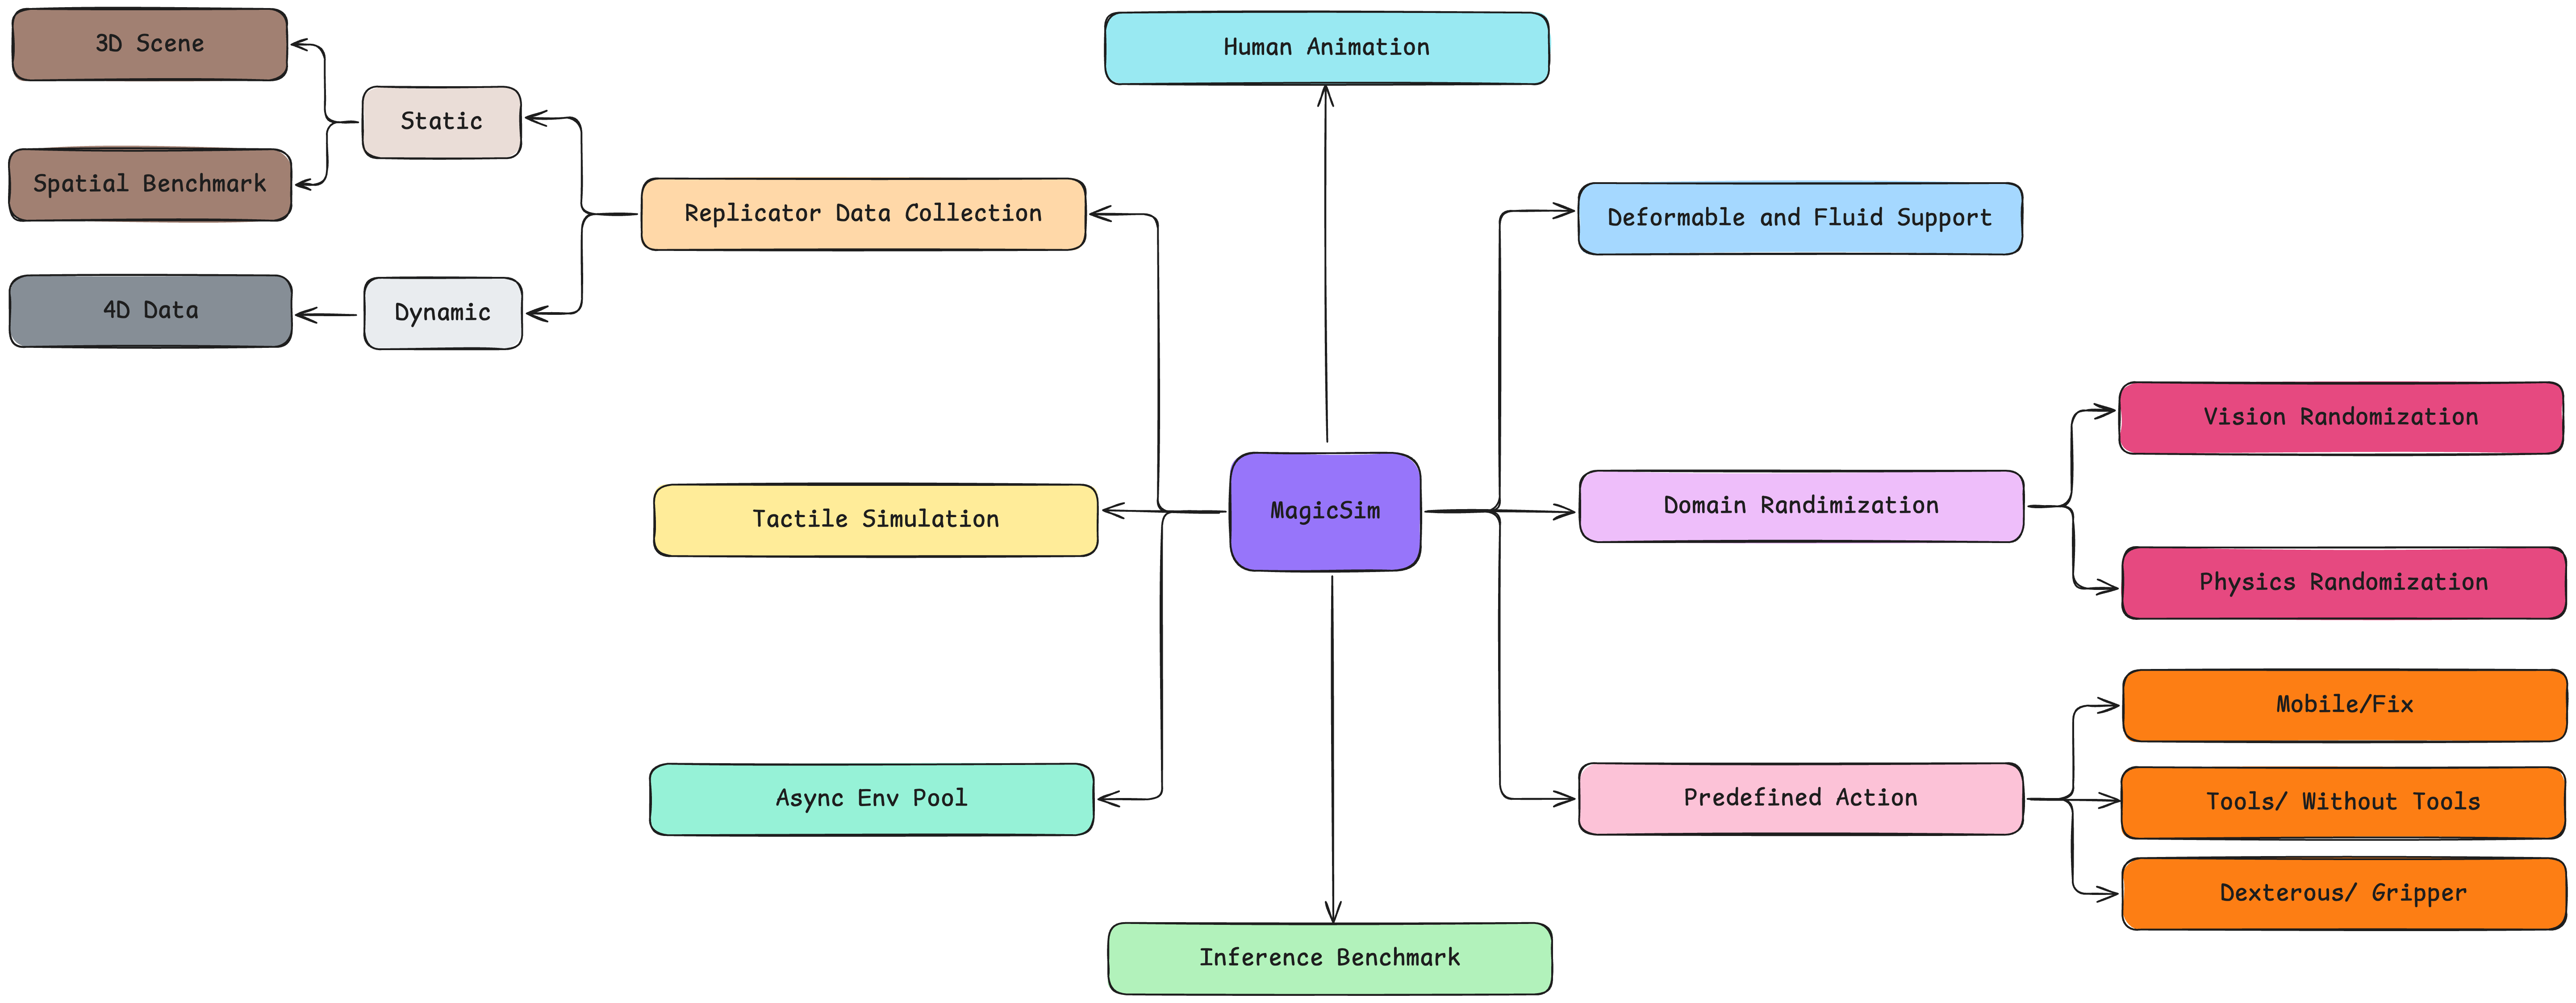 3D Scene
Human Animation
Static
Spatial Benchmark
Replicator Data Collection
Deformable and Fluid Support
4D Data
Dynamic
Vision Randomization
MagicSim
Tactile Simulation
Domain Randimization
Physics Randomization
Mobile/Fix
Async Env Pool
Predefined Action
Tools/ Without Tools
Dexterous/ Gripper
Inference Benchmark